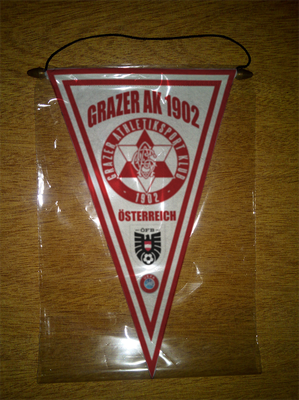 GRAZER AK 1902
GRAZER ATHLETIKSPORT KLUB
· 1902 ·
ÖSTERREICH
ÖFB